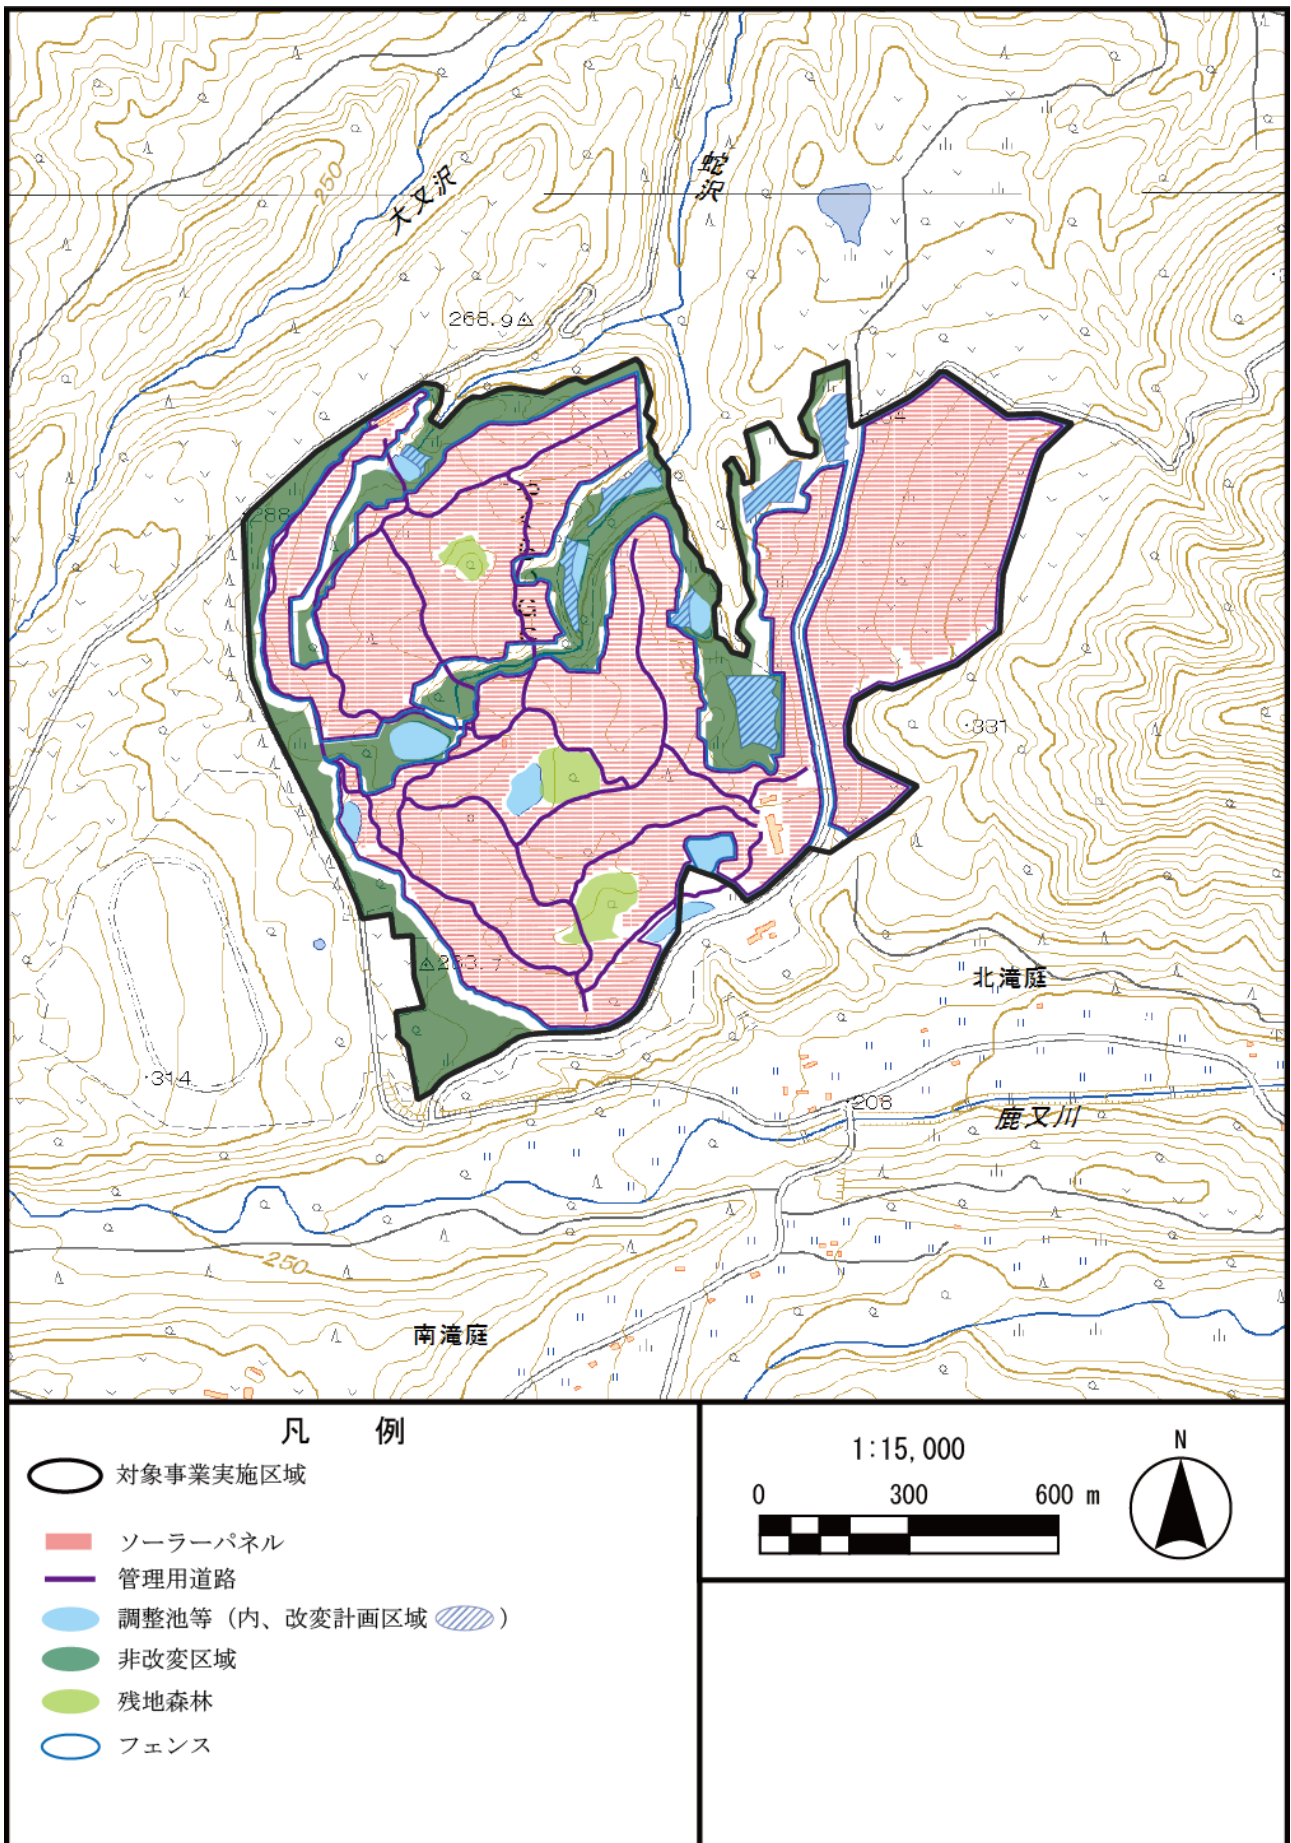 250
大又沢
蛇沢
268.9
288
331
263.7
北滝庭
314
208
鹿又川
250
南滝庭
凡 例
対象事業実施区域
ソーラーパネル
管理用道路
調整池等（内、改変計画区域 ）
非改変区域
残地森林
フェンス
1:15,000
0 300 600 m
N